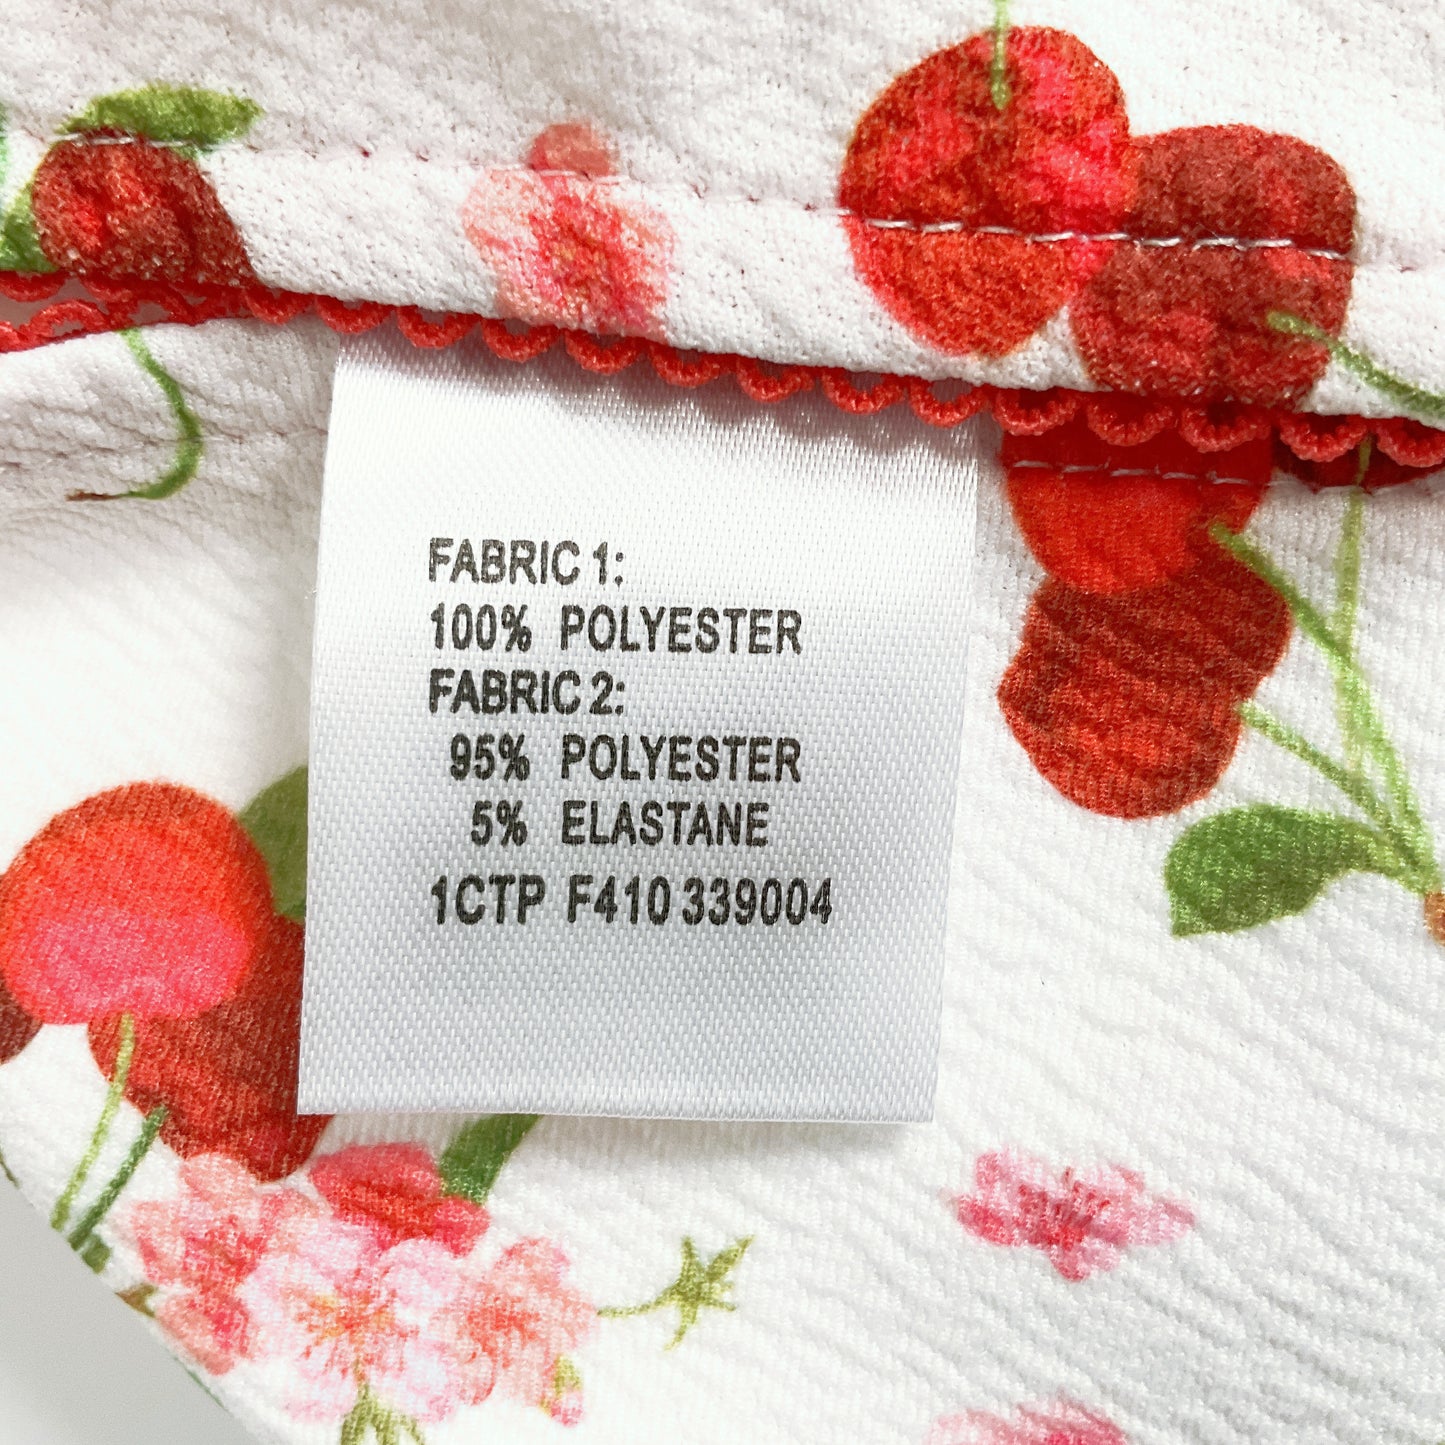 FABRIC 1:
100% POLYESTER
FABRIC 2:
95% POLYESTER
5% ELASTANE
1CTP F410 339004